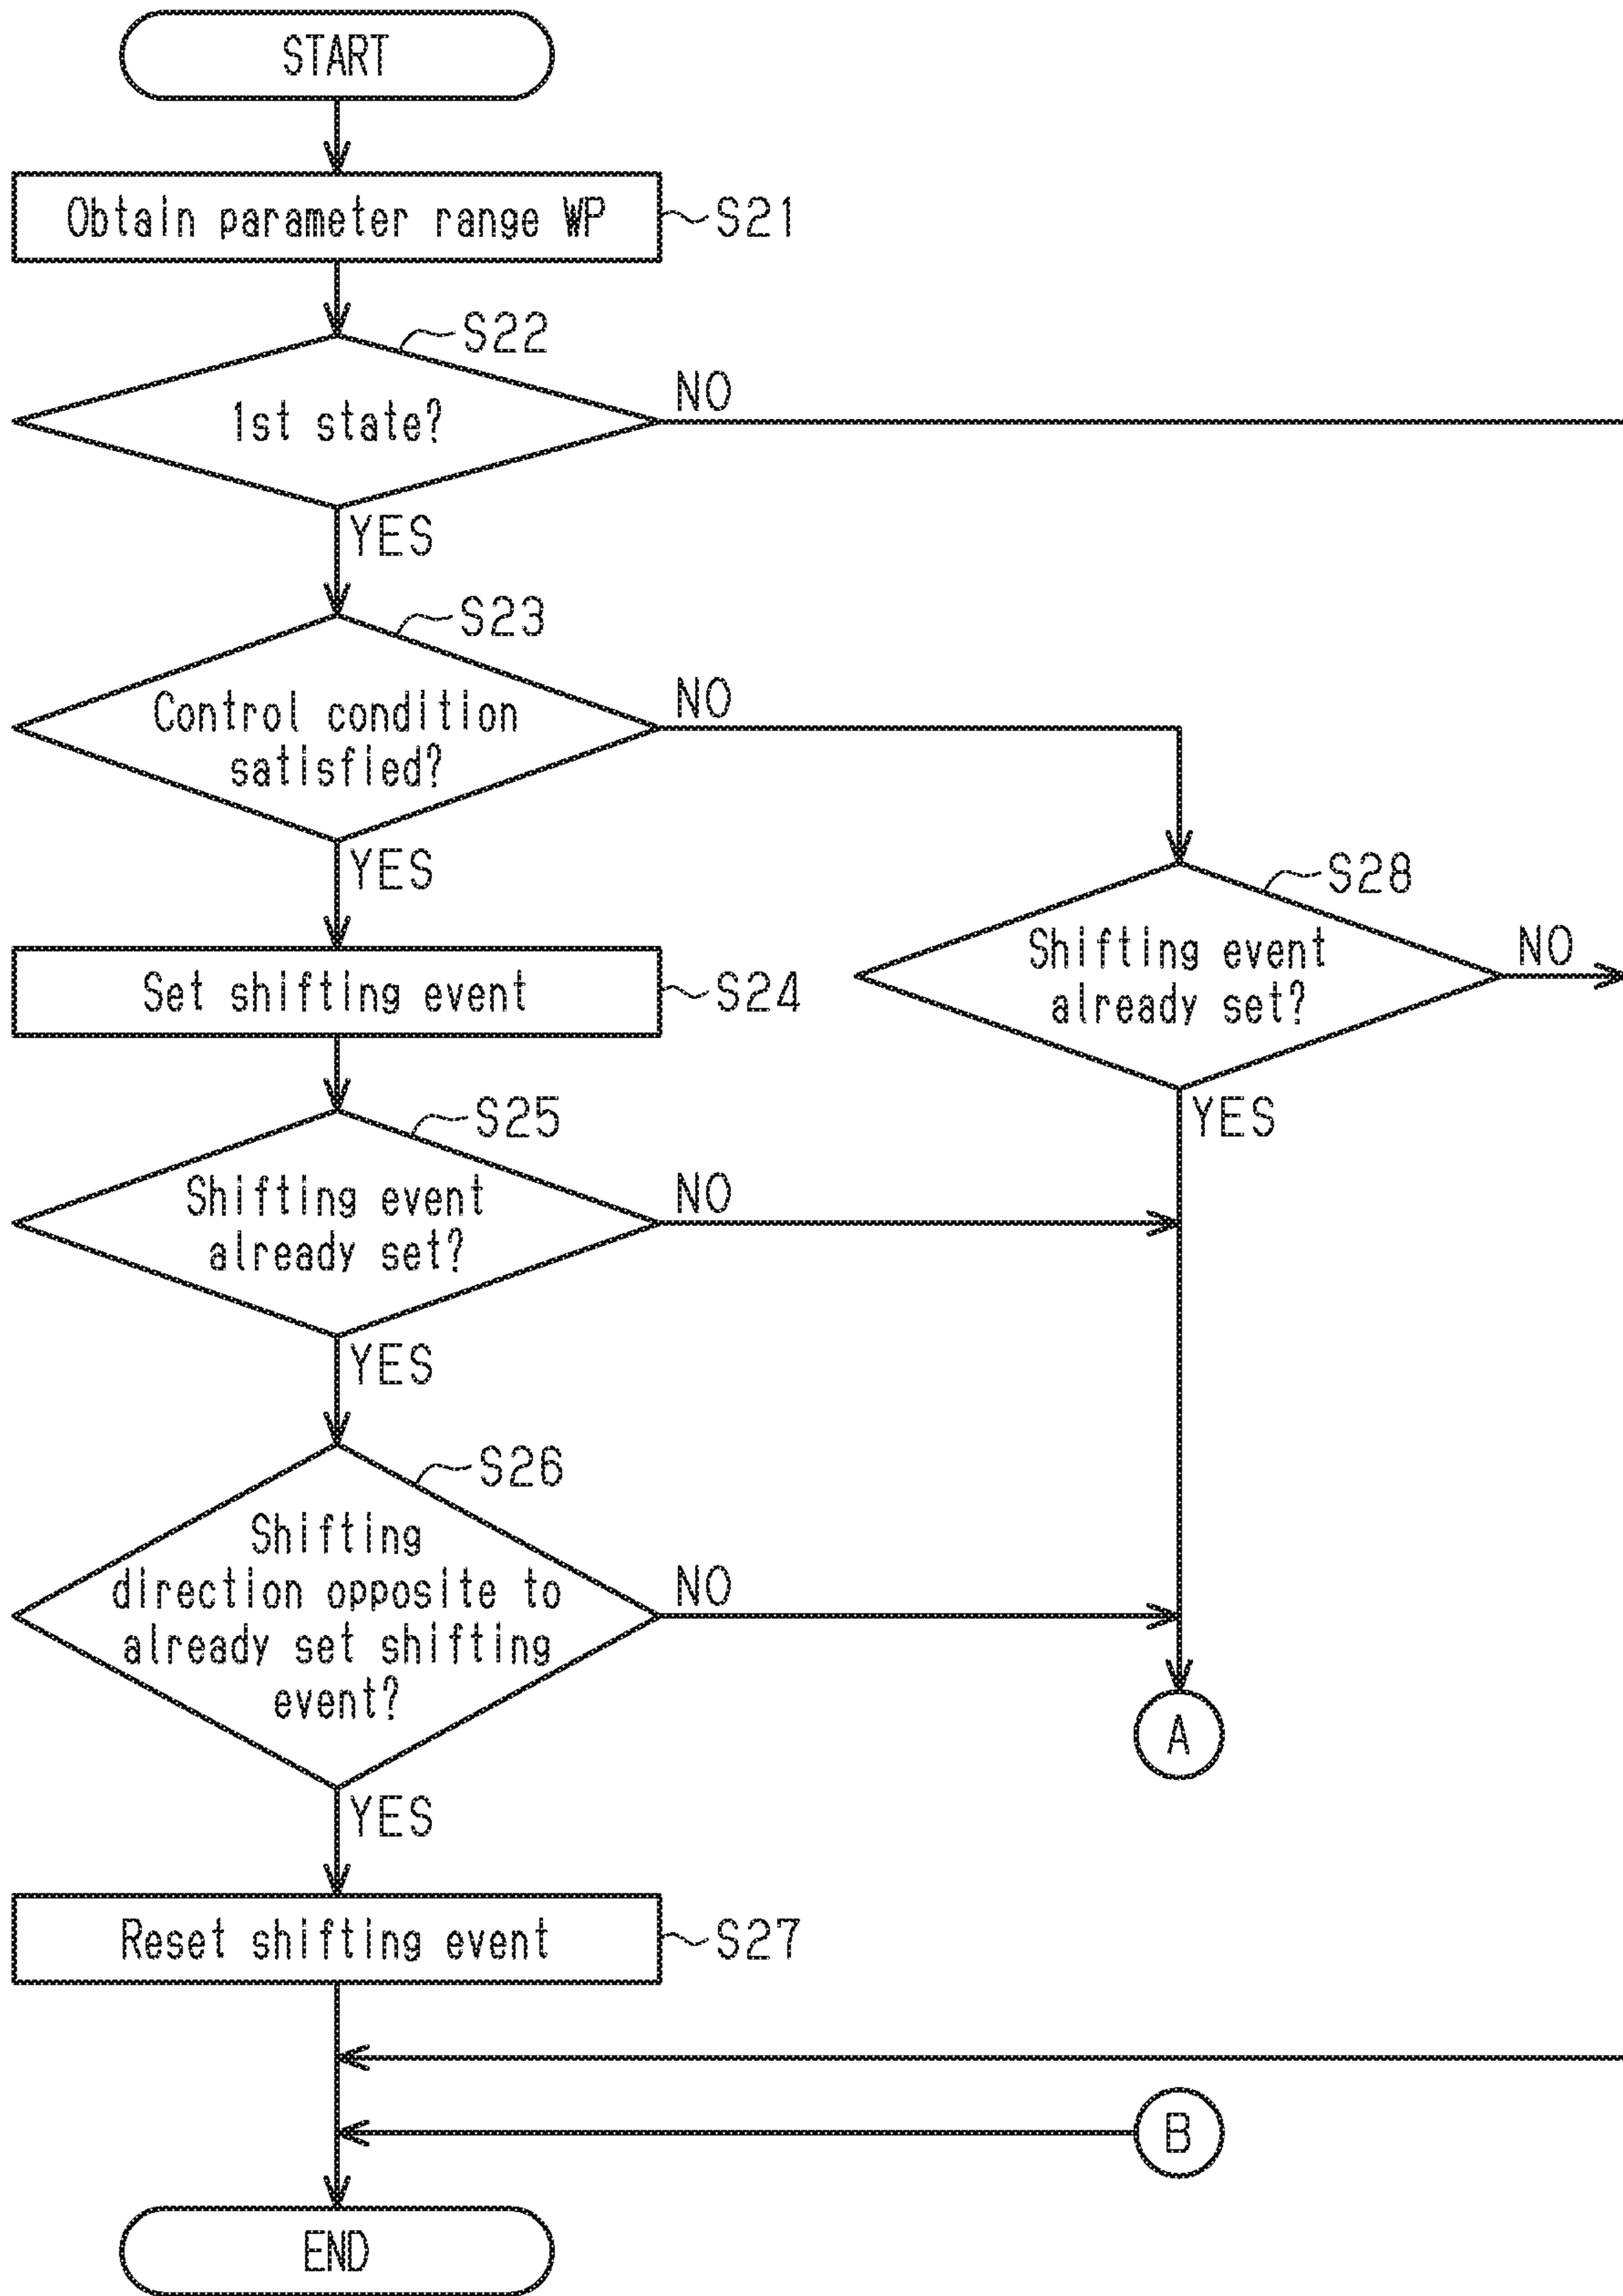 START
Obtain parameter range WP
S21
S22
1st state?
NO
YES
S23
Control condition
satisfied?
NO
YES
S28
Shifting event
already set?
NO
YES
Set shifting event
S24
S25
Shifting event
already set?
NO
YES
S26
Shifting
direction opposite to
already set shifting
event?
NO
YES
A
Reset shifting event
S27
B
END